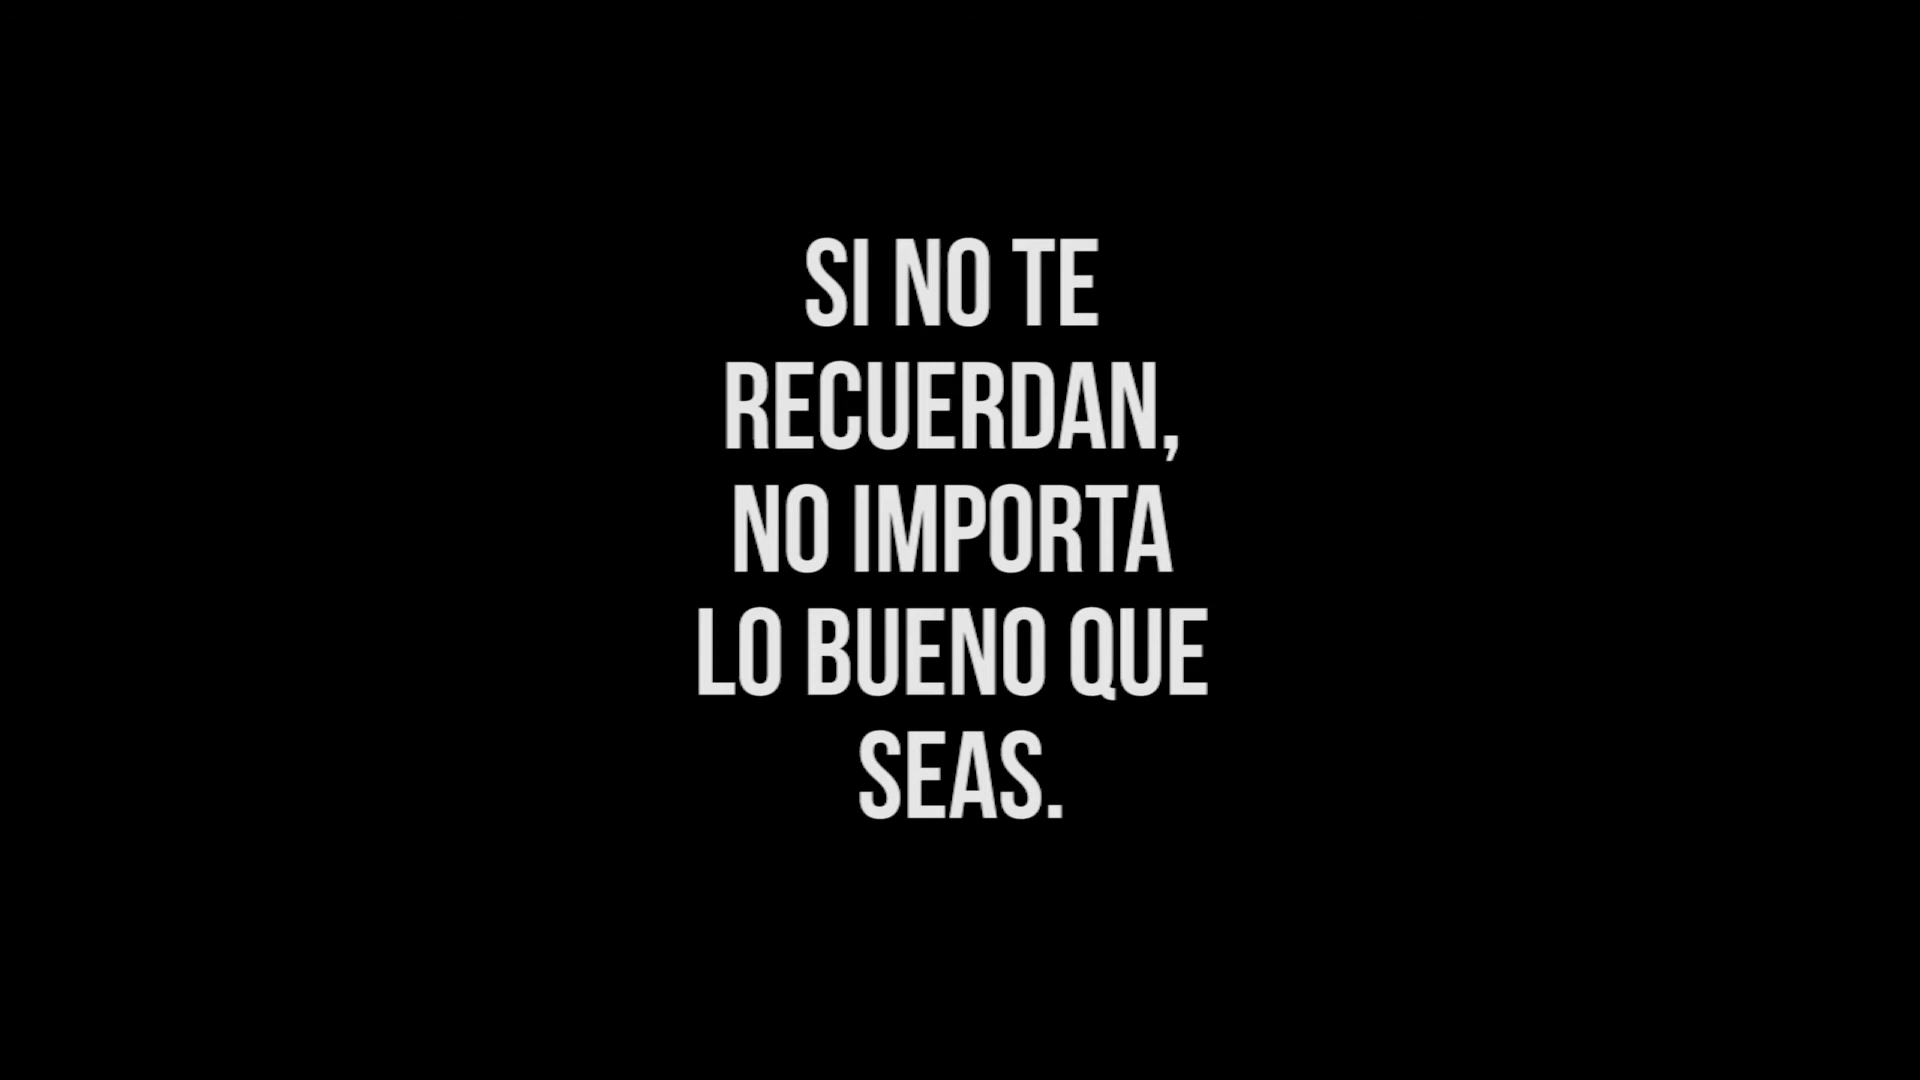 SI NO TE
RECUERDAN,
NO IMPORTA
LO BUENO QUE
SEAS.